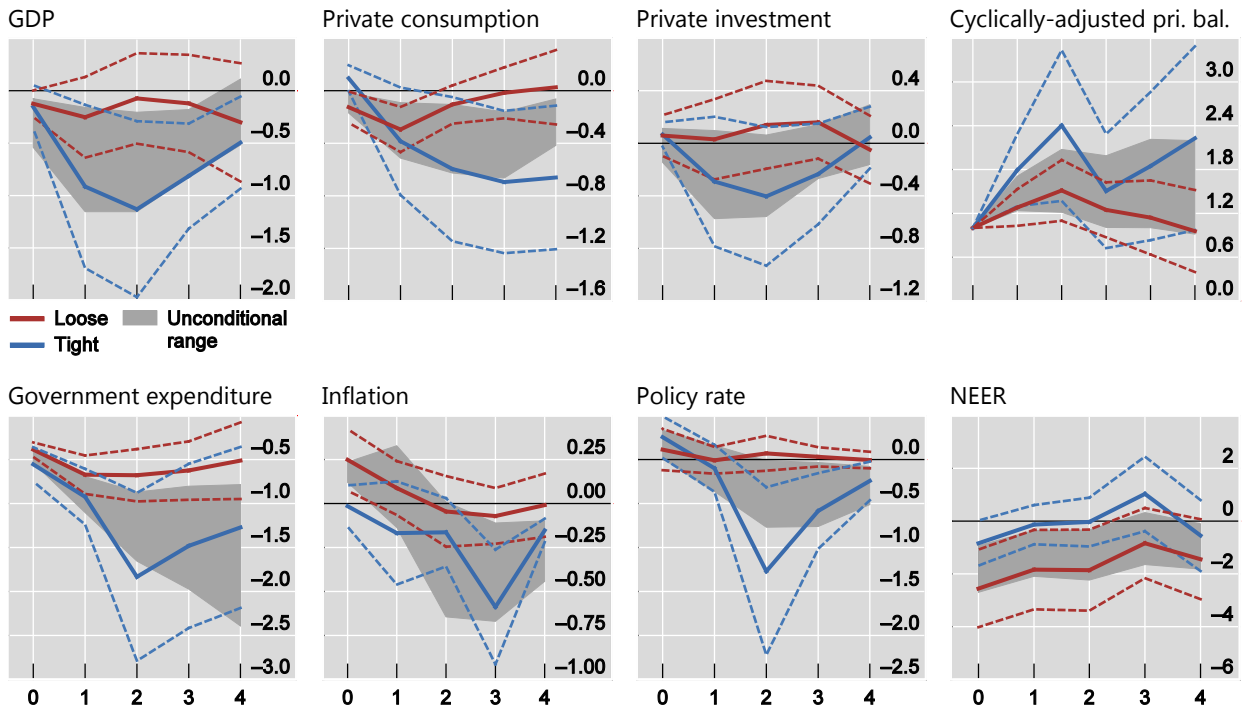 GDP
0.0
–0.5
–1.0
–1.5
–2.0
Private consumption
0.0
–0.4
–0.8
–1.2
–1.6
Private investment
0.4
0.0
–0.4
–0.8
–1.2
Cyclically-adjusted pri. bal.
3.0
2.4
1.8
1.2
0.6
0.0
Loose
Tight
Unconditional
range
Government expenditure
–0.5
–1.0
–1.5
–2.0
–2.5
–3.0
0 1 2 3 4
Inflation
0.25
0.00
–0.25
–0.50
–0.75
–1.00
0 1 2 3 4
Policy rate
0.0
–0.5
–1.0
–1.5
–2.0
–2.5
0 1 2 3 4
NEER
2
0
–2
–4
–6
0 1 2 3 4